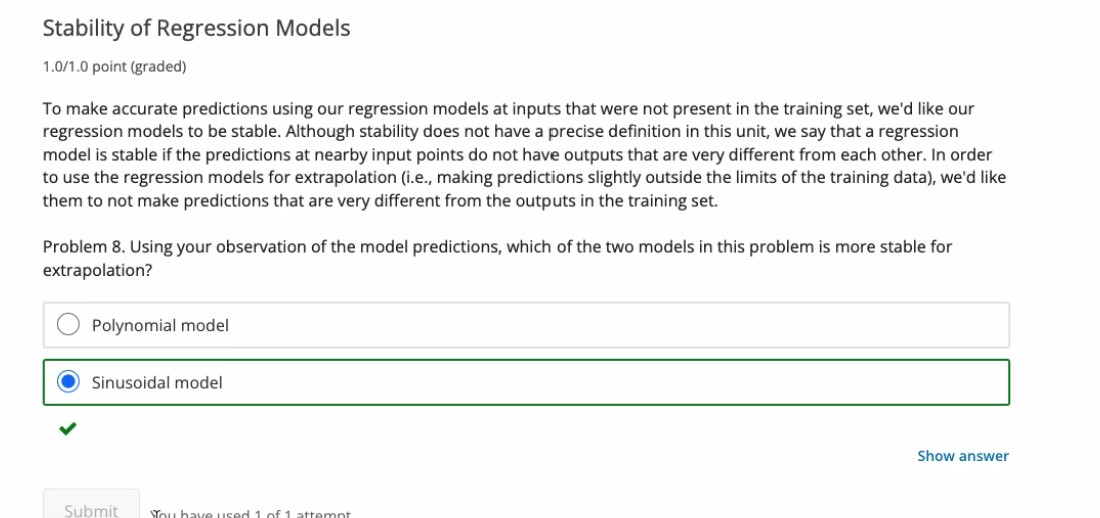 Stability of Regression Models
1.0/1.0 point (graded)
To make accurate predictions using our regression models at inputs that were not present in the training set, we'd like our
regression models to be stable. Although stability does not have a precise definition in this unit, we say that a regression
model is stable if the predictions at nearby input points do not have outputs that are very different from each other. In order
to use the regression models for extrapolation (i.e., making predictions slightly outside the limits of the training data), we'd like
them to not make predictions that are very different from the outputs in the training set.
Problem 8. Using your observation of the model predictions, which of the two models in this problem is more stable for
extrapolation?
Polynomial model
Sinusoidal model
Show answer
Submit
You have used 1 of 1 attempt